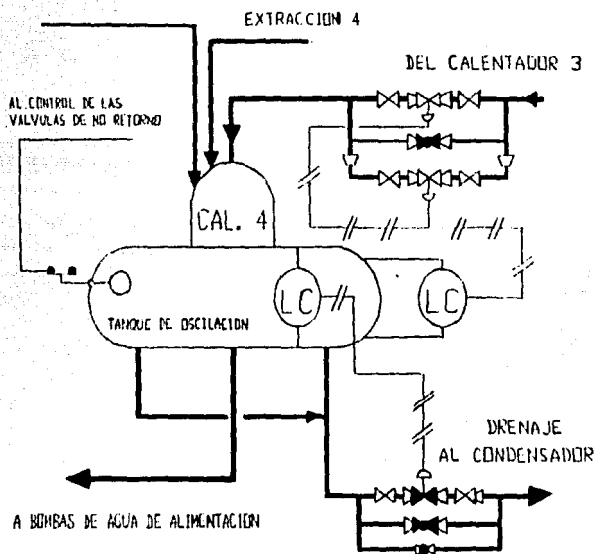 EXTRACCION 4
DEL CALENTADOR 3
AL CONTROL DE LAS
VALVULAS DE NO RETORNO
CAL. 4
LC
LC
TANQUE DE OSCILACION
DRENAJE
AL CONDENSADOR
A BOMBAS DE AGUA DE ALIMENTACION